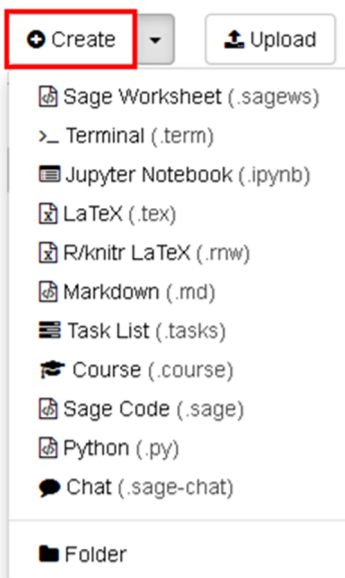 Create Upload
Sage Worksheet (.sagews)
>_ Terminal (.term)
Jupyter Notebook (.ipynb)
LaTeX (.tex)
R/knitr LaTeX (.rnw)
Markdown (.md)
Task List (.tasks)
Course (.course)
Sage Code (.sage)
Python (.py)
Chat (.sage-chat)
Folder